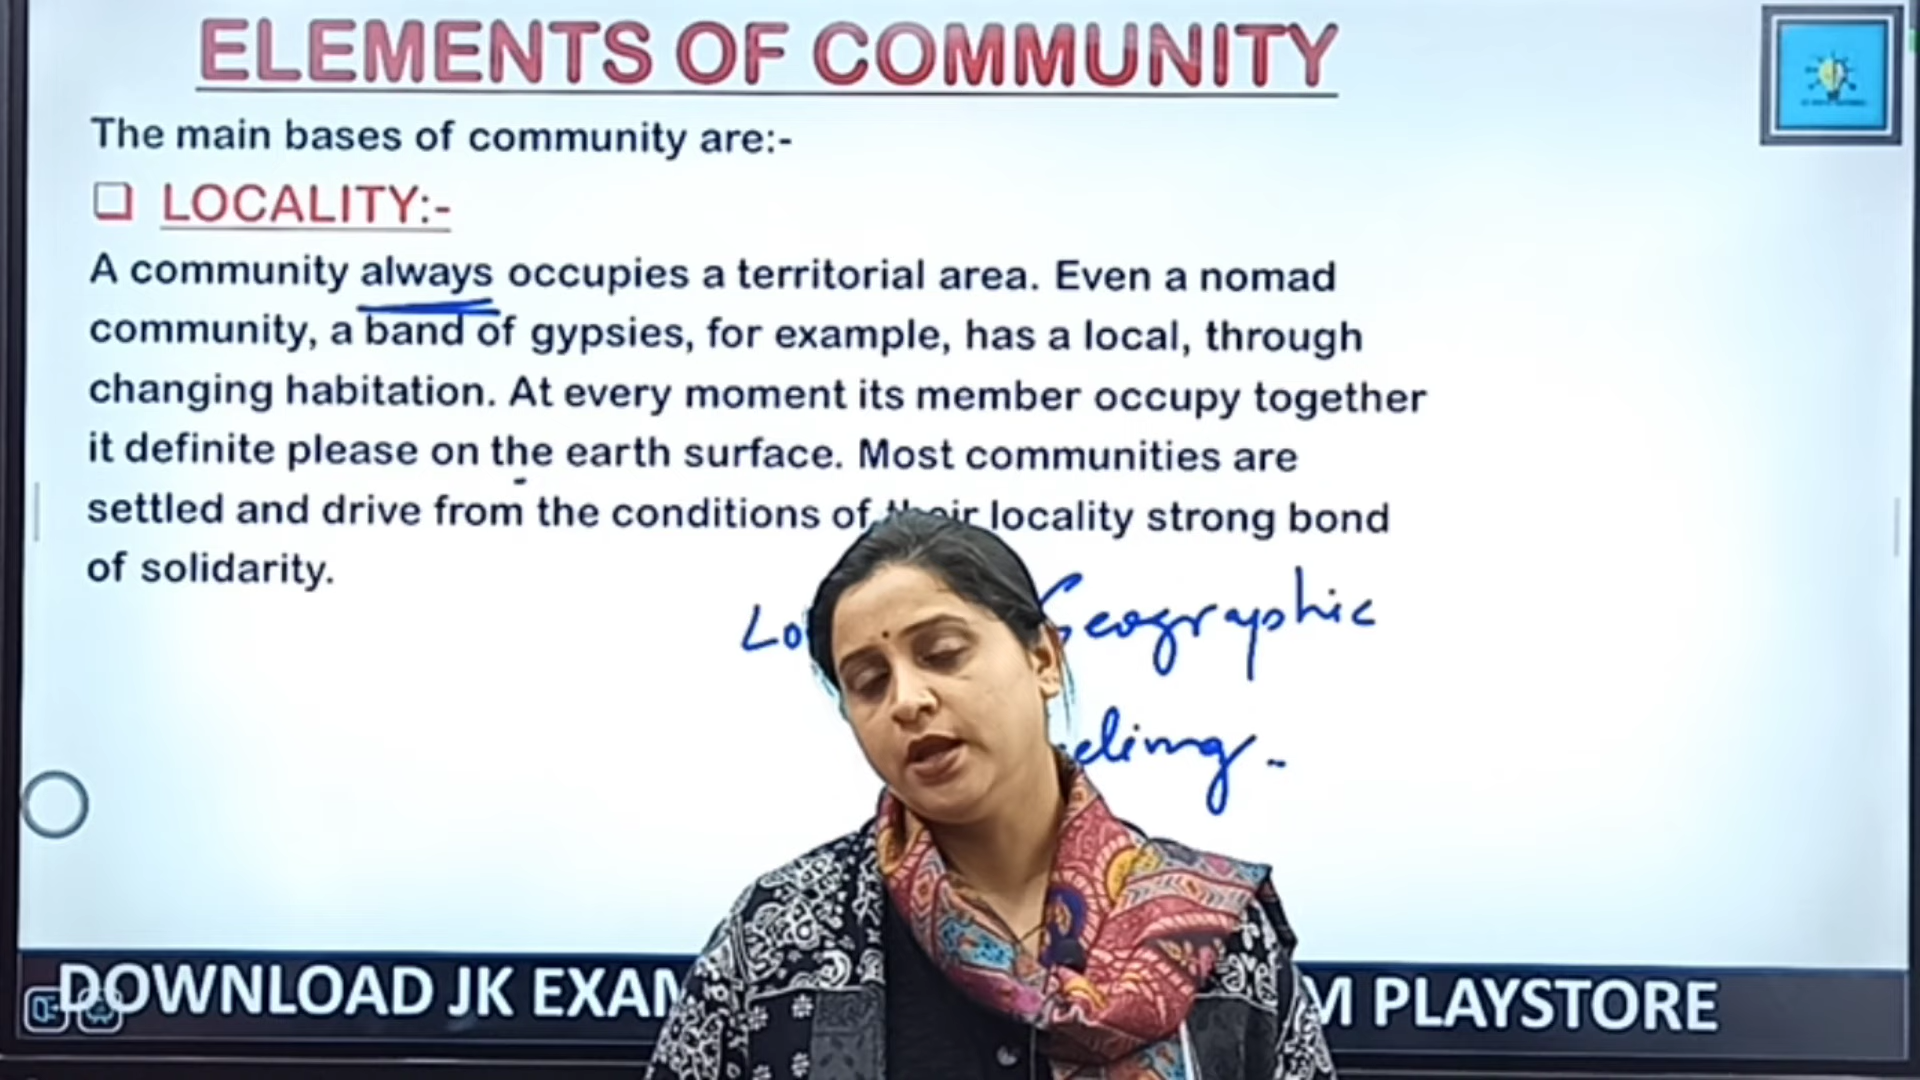 ELEMENTS OF COMMUNITY
The main bases of community are:-
LOCALITY:-
A community always occupies a territorial area. Even a nomad
community, a band of gypsies, for example, has a local, through
changing habitation. At every moment its member occupy together
it definite please on the earth surface. Most communities are
settled and drive from the conditions of their locality strong bond
of solidarity.
Geographic
DOWNLOAD JK EXAM PLAYSTORE